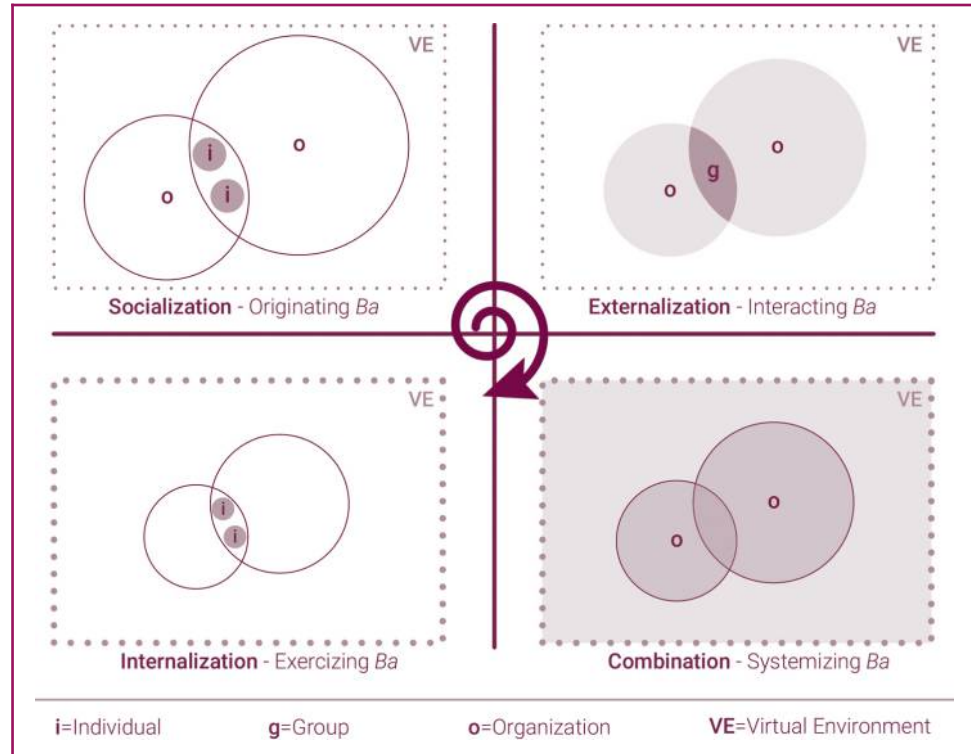 VE
o
i
i
o
Socialization - Originating Ba
VE
o
g
o
Externalization - Interacting Ba
VE
i
i
Internalization - Exercizing Ba
VE
o
o
Combination - Systemizing Ba
i=Individual g=Group o=Organization VE=Virtual Environment